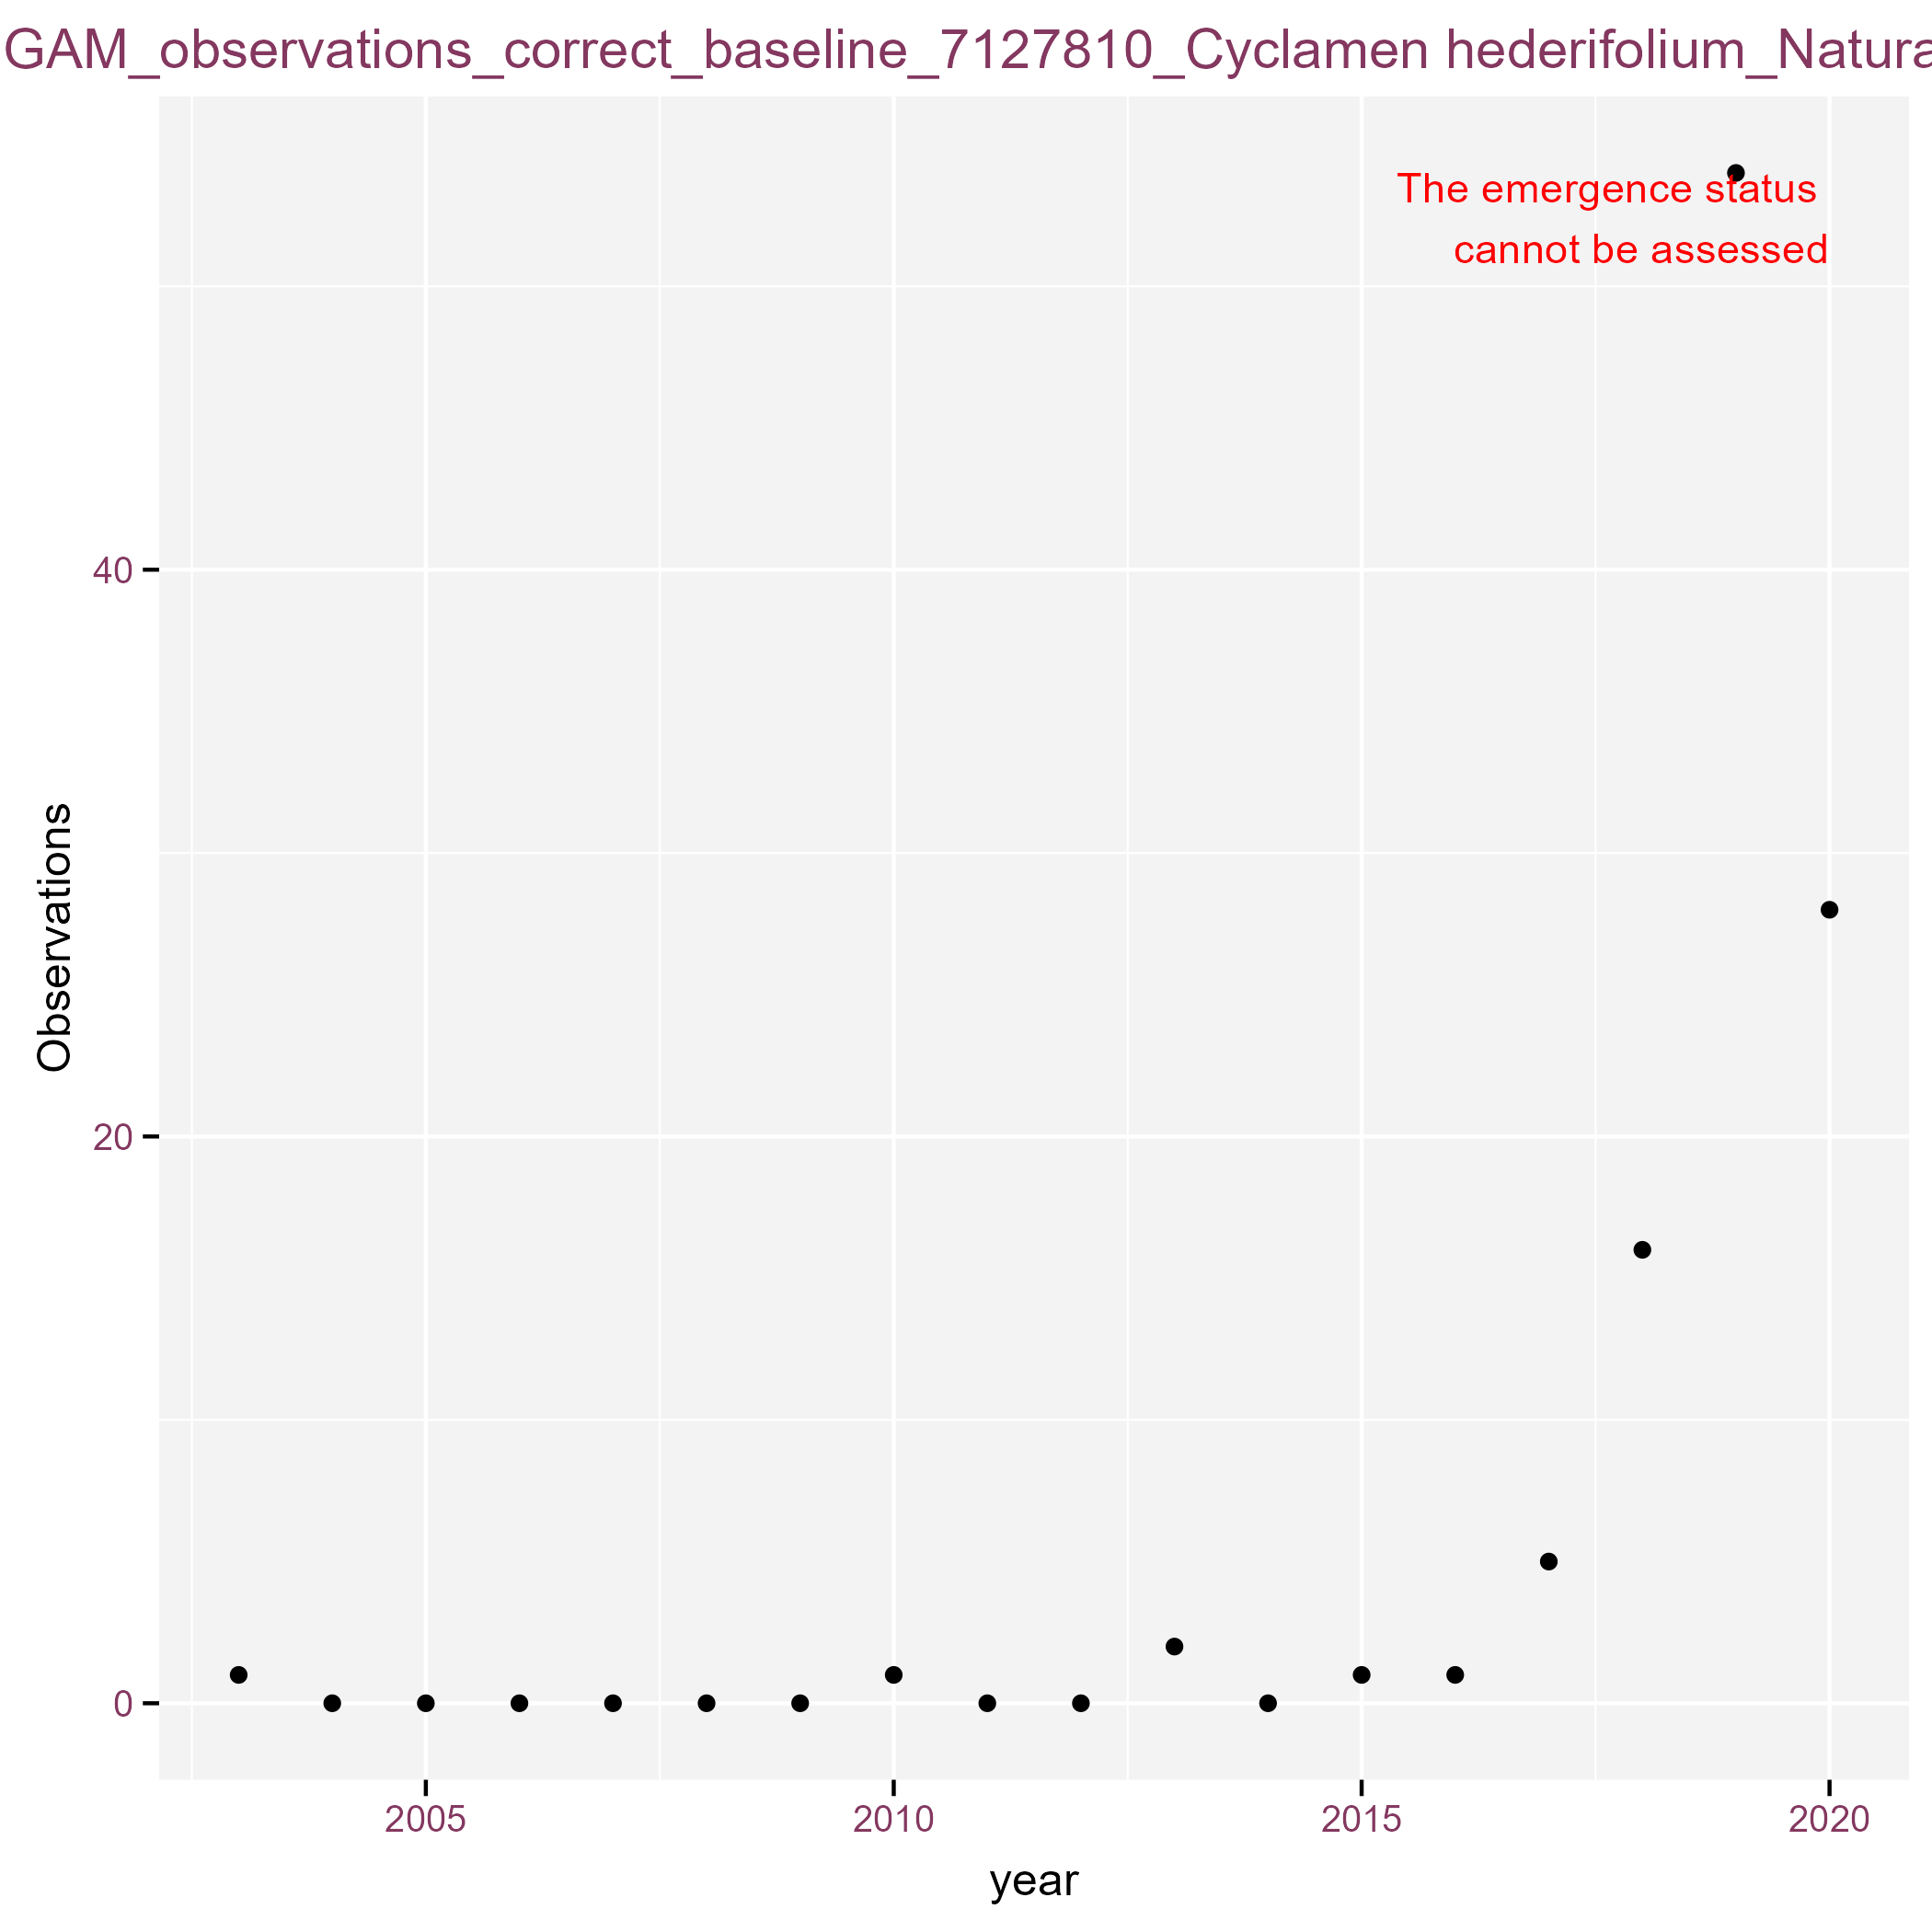 GAM_observations_correct_baseline_7127810_Cyclamen hederifolium_Natura
The emergence status
cannot be assessed
40
20
0
Observations
2005 2010 2015 2020
year